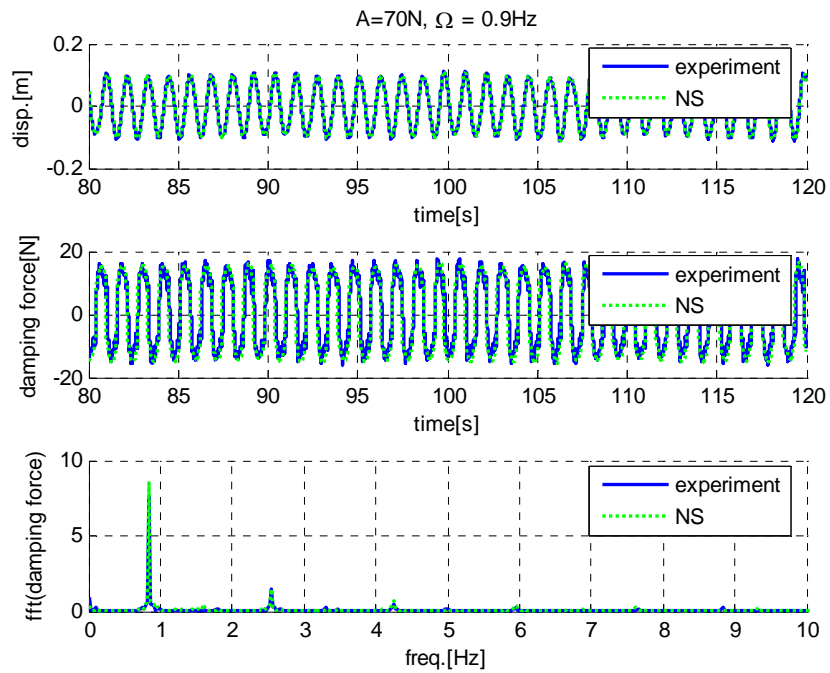 A=70N, Ω = 0.9Hz
disp.[m]
0.2
0
-0.2
experiment
NS
80 85 90 95 100 105 110 115 120
time[s]
damping force[N]
20
0
-20
experiment
NS
80 85 90 95 100 105 110 115 120
time[s]
fft(damping force)
10
5
0
experiment
NS
0 1 2 3 4 5 6 7 8 9 10
freq.[Hz]